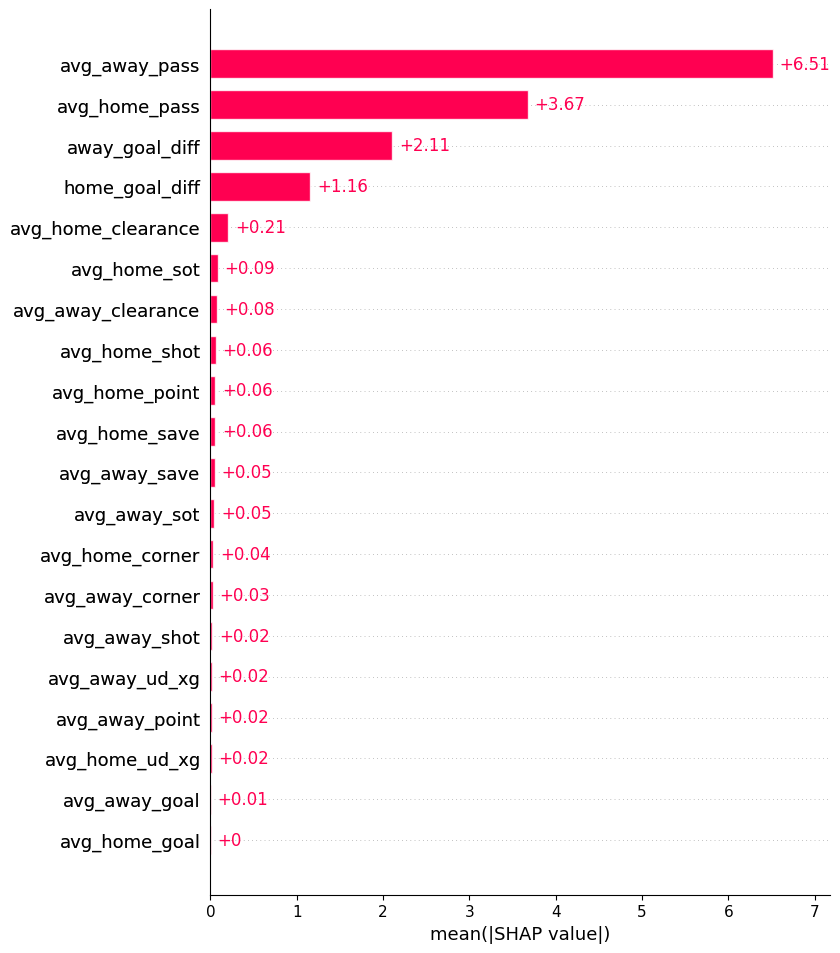 avg_away_pass +6.51
avg_home_pass +3.67
away_goal_diff +2.11
home_goal_diff +1.16
avg_home_clearance +0.21
avg_home_sot +0.09
avg_away_clearance +0.08
avg_home_shot +0.06
avg_home_point +0.06
avg_home_save +0.06
avg_away_save +0.05
avg_away_sot +0.05
avg_home_corner +0.04
avg_away_corner +0.03
avg_away_shot +0.02
avg_away_ud_xg +0.02
avg_away_point +0.02
avg_home_ud_xg +0.02
avg_away_goal +0.01
avg_home_goal +0
0 1 2 3 4 5 6 7
mean(|SHAP value|)